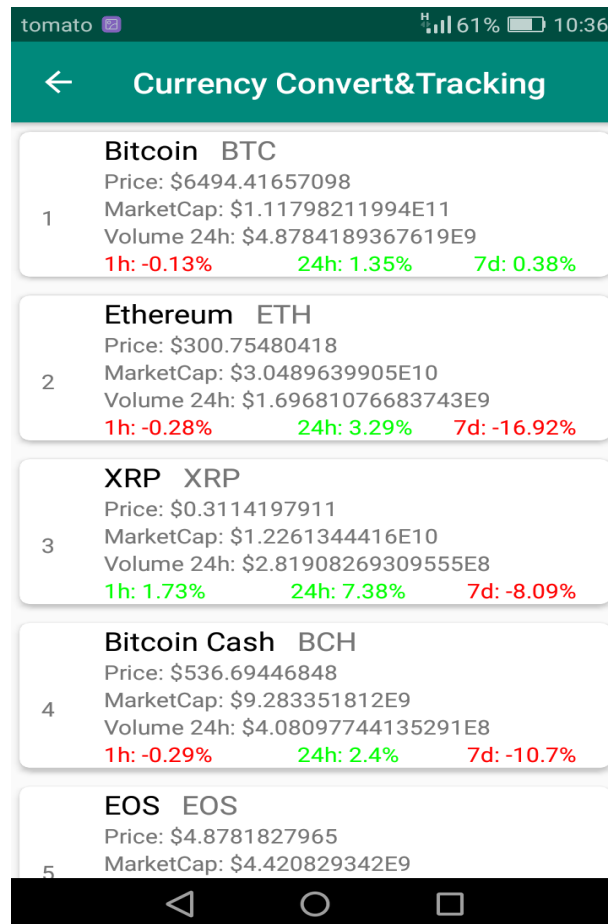 tomato H 61% 10:36
Currency Convert&Tracking
Bitcoin BTC
Price: $6494.41657098
1
MarketCap: $1.11798211994E11
Volume 24h: $4.8784189367619E9
1h: -0.13% 24h: 1.35% 7d: 0.38%
Ethereum ETH
Price: $300.75480418
2
MarketCap: $3.0489639905E10
Volume 24h: $1.69681076683743E9
1h: -0.28% 24h: 3.29% 7d: -16.92%
XRP XRP
Price: $0.3114197911
3
MarketCap: $1.2261344416E10
Volume 24h: $2.81908269309555E8
1h: 1.73% 24h: 7.38% 7d: -8.09%
Bitcoin Cash BCH
Price: $536.69446848
4
MarketCap: $9.283351812E9
Volume 24h: $4.08097744135291E8
1h: -0.29% 24h: 2.4% 7d: -10.7%
EOS EOS
Price: $4.8781827965
5
MarketCap: $4.420829342E9